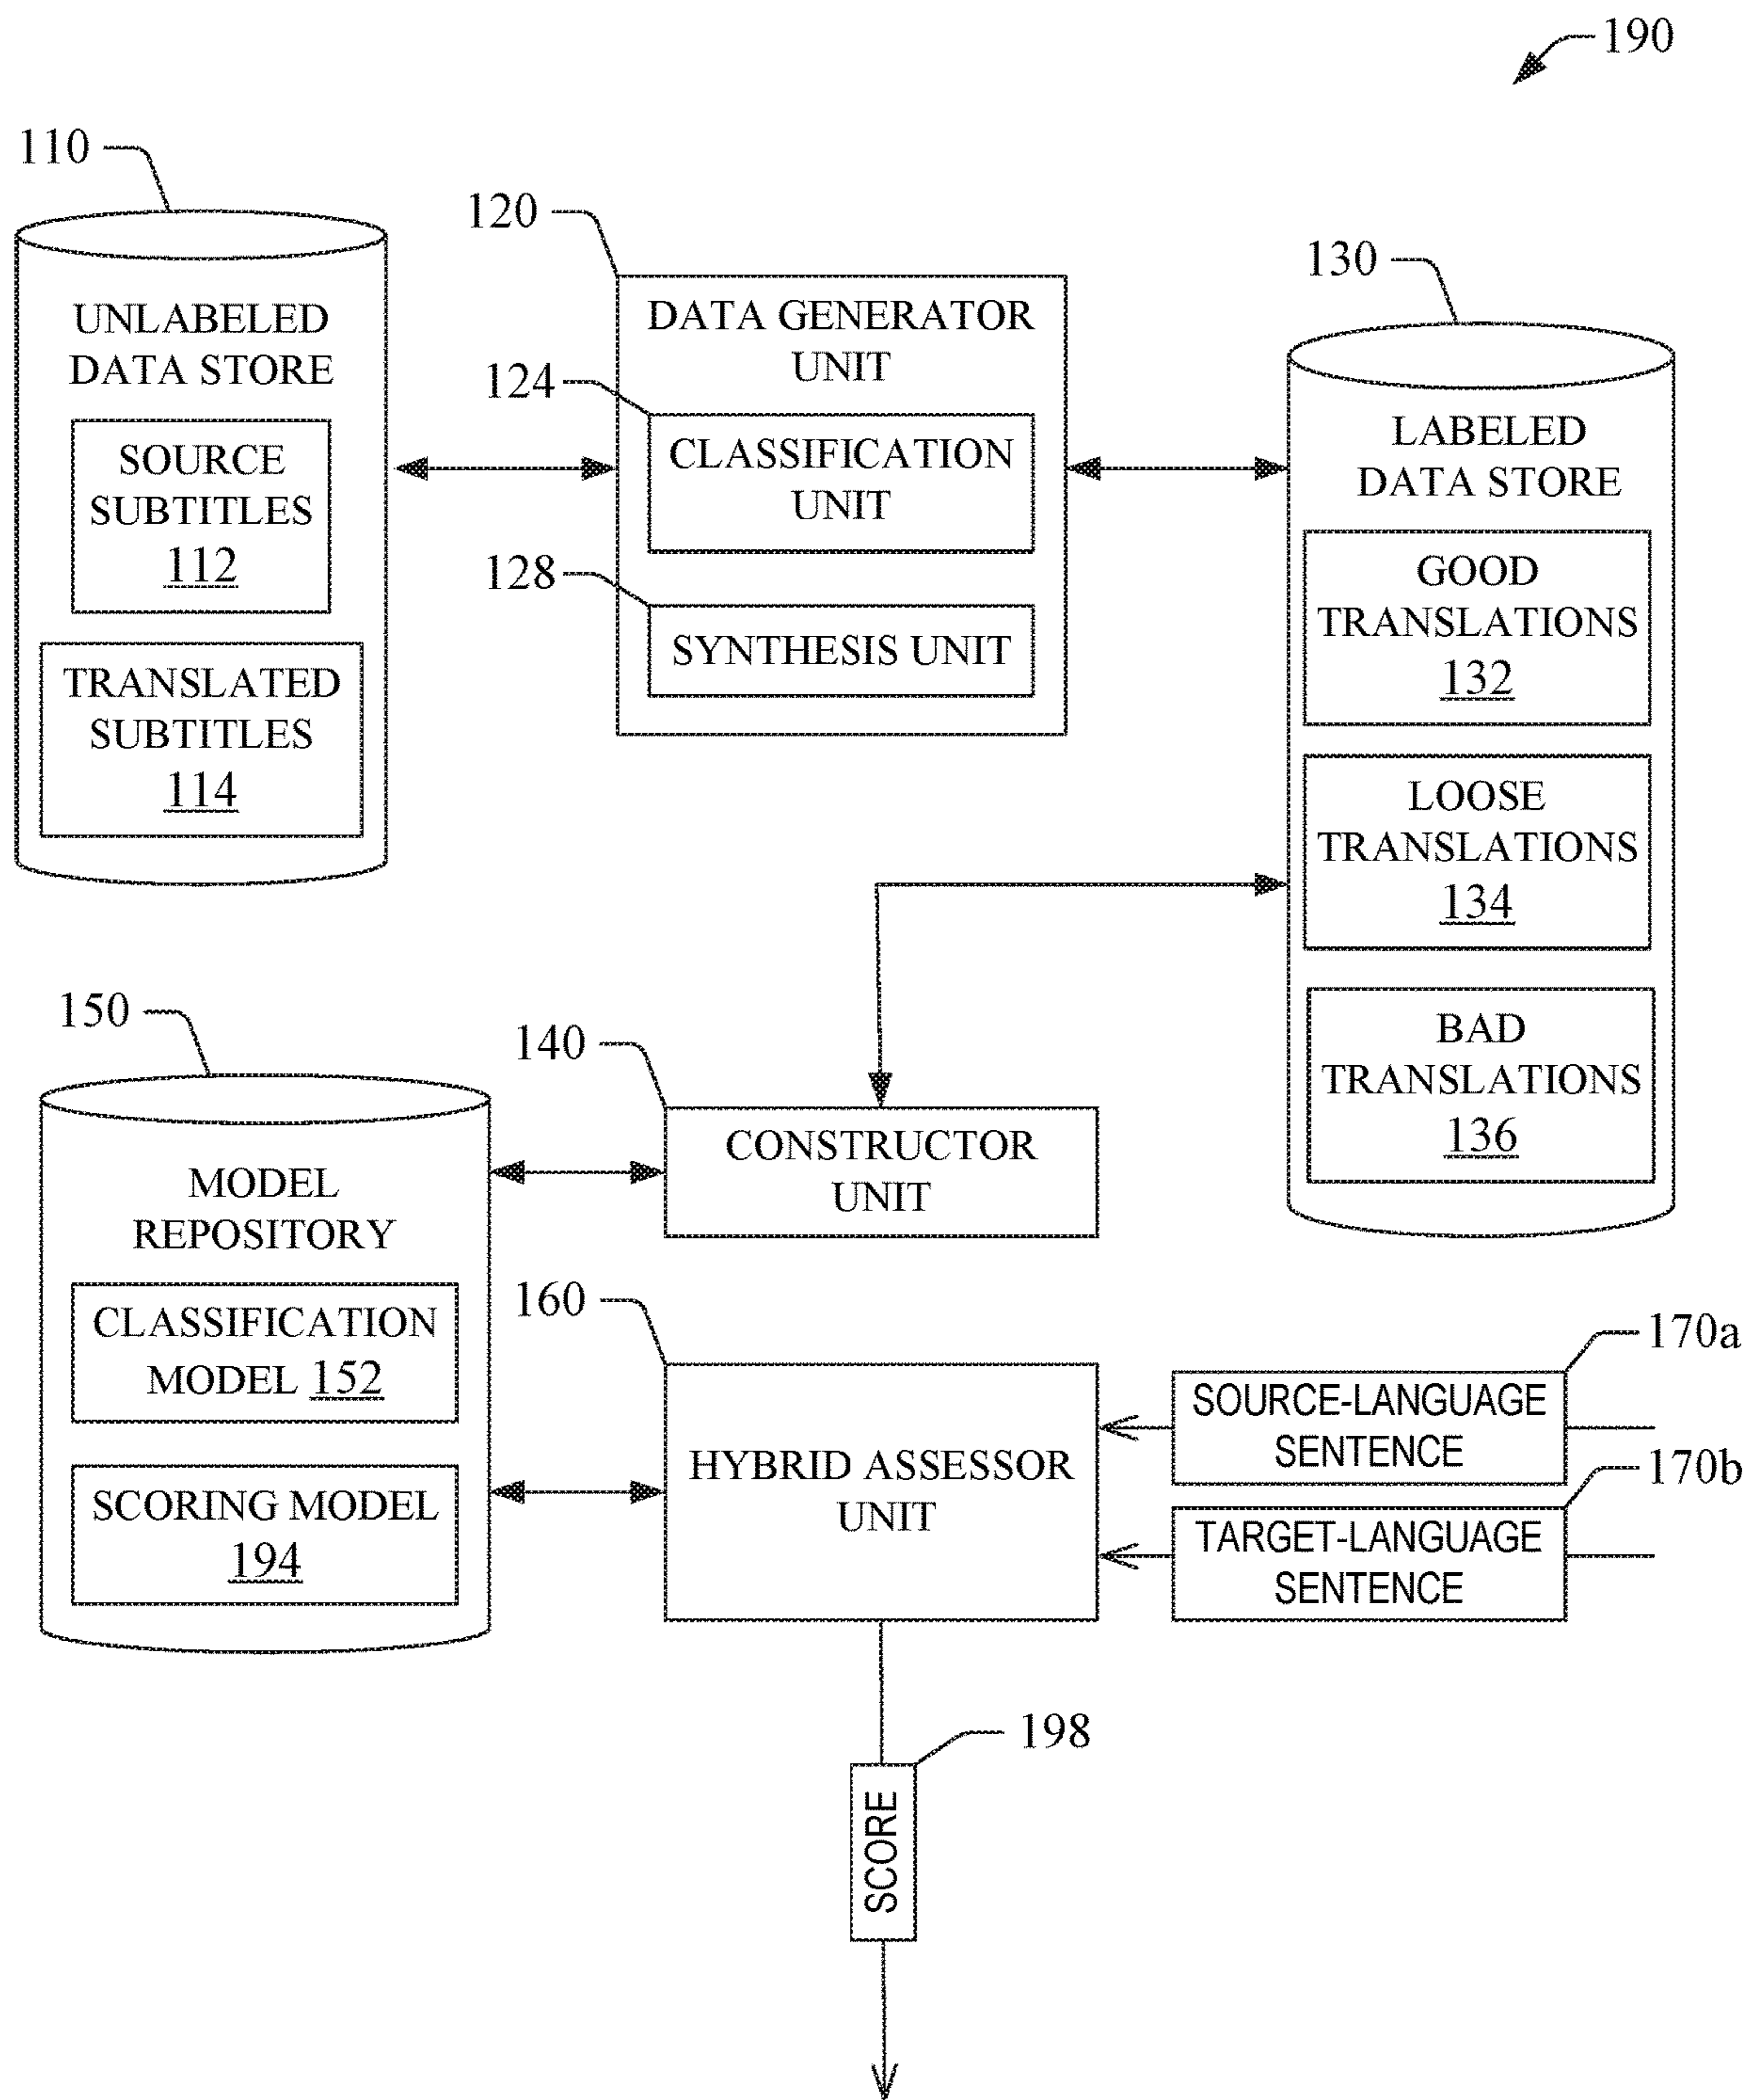 190
110
UNLABELED
DATA STORE
SOURCE
SUBTITLES
112
TRANSLATED
SUBTITLES
114
120
DATA GENERATOR
UNIT
124
CLASSIFICATION
UNIT
128
SYNTHESIS UNIT
130
LABELED
DATA STORE
GOOD
TRANSLATIONS
132
LOOSE
TRANSLATIONS
134
BAD
TRANSLATIONS
136
150
MODEL
REPOSITORY
CLASSIFICATION
MODEL 152
SCORING MODEL
194
140
CONSTRUCTOR
UNIT
160
HYBRID ASSESSOR
UNIT
170a
SOURCE-LANGUAGE
SENTENCE
170b
TARGET-LANGUAGE
SENTENCE
198
SCORE